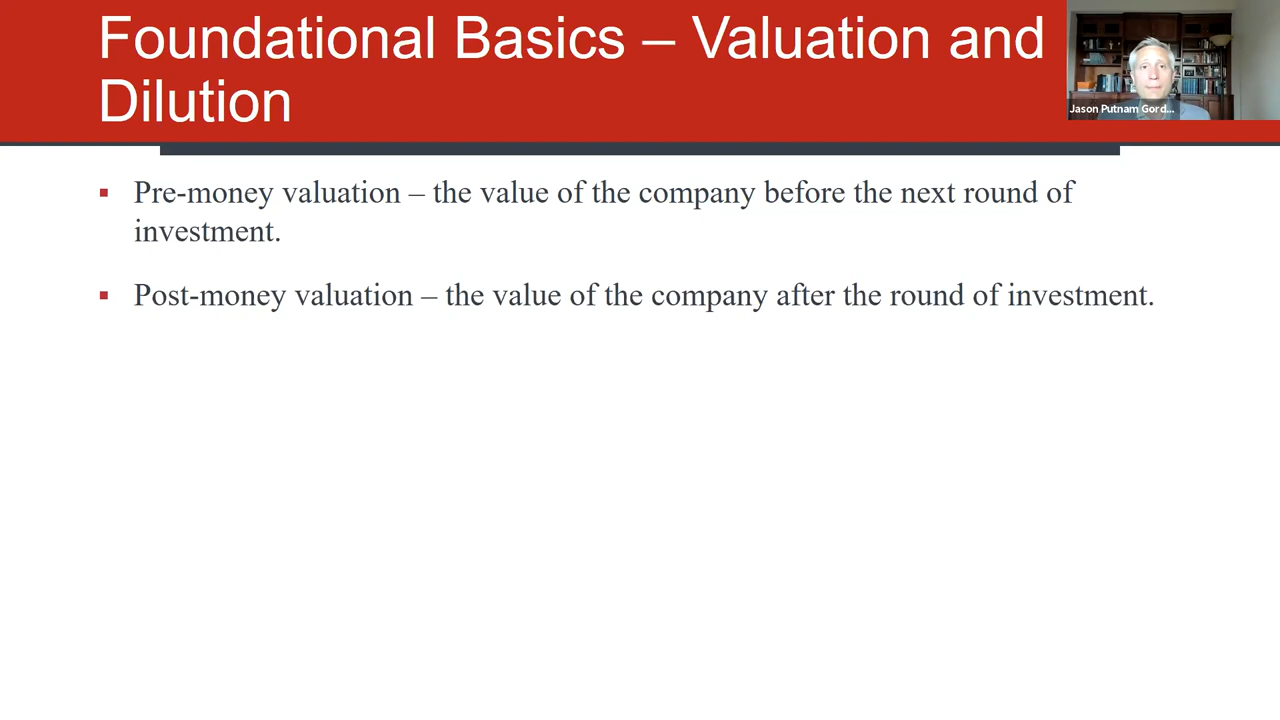 Foundational Basics – Valuation and
Dilution
Jason Putnam Gord...
▪ Pre-money valuation – the value of the company before the next round of
investment.
▪ Post-money valuation – the value of the company after the round of investment.